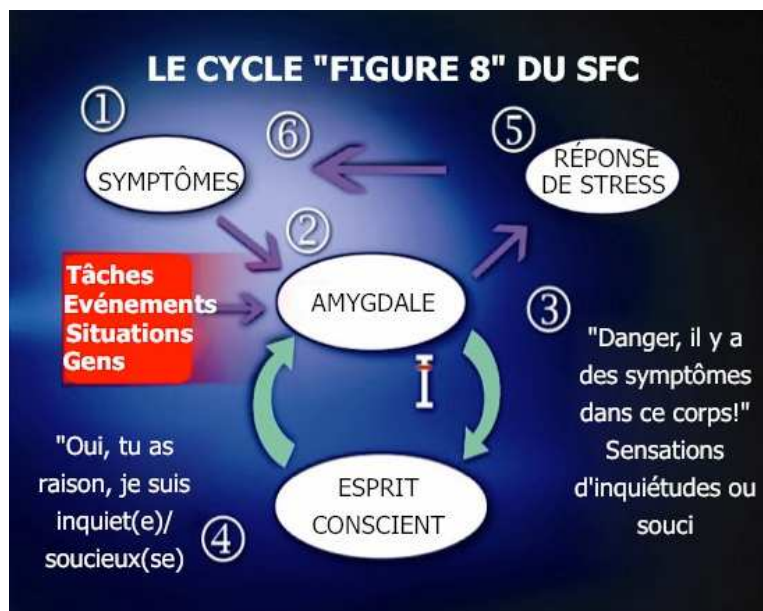 LE CYCLE "FIGURE 8" DU SFC
①
SYMPTÔMES
⑥
⑤
RÉPONSE
DE STRESS
②
AMYGDALE
Tâches
Evénements
Situations
Gens
③
"Danger, il y a
des symptômes
dans ce corps!"
Sensations
d'inquiétudes ou
souci
"Oui, tu as
raison, je suis
inquiet(e)/
soucieux(se)
④
ESPRIT
CONSCIENT